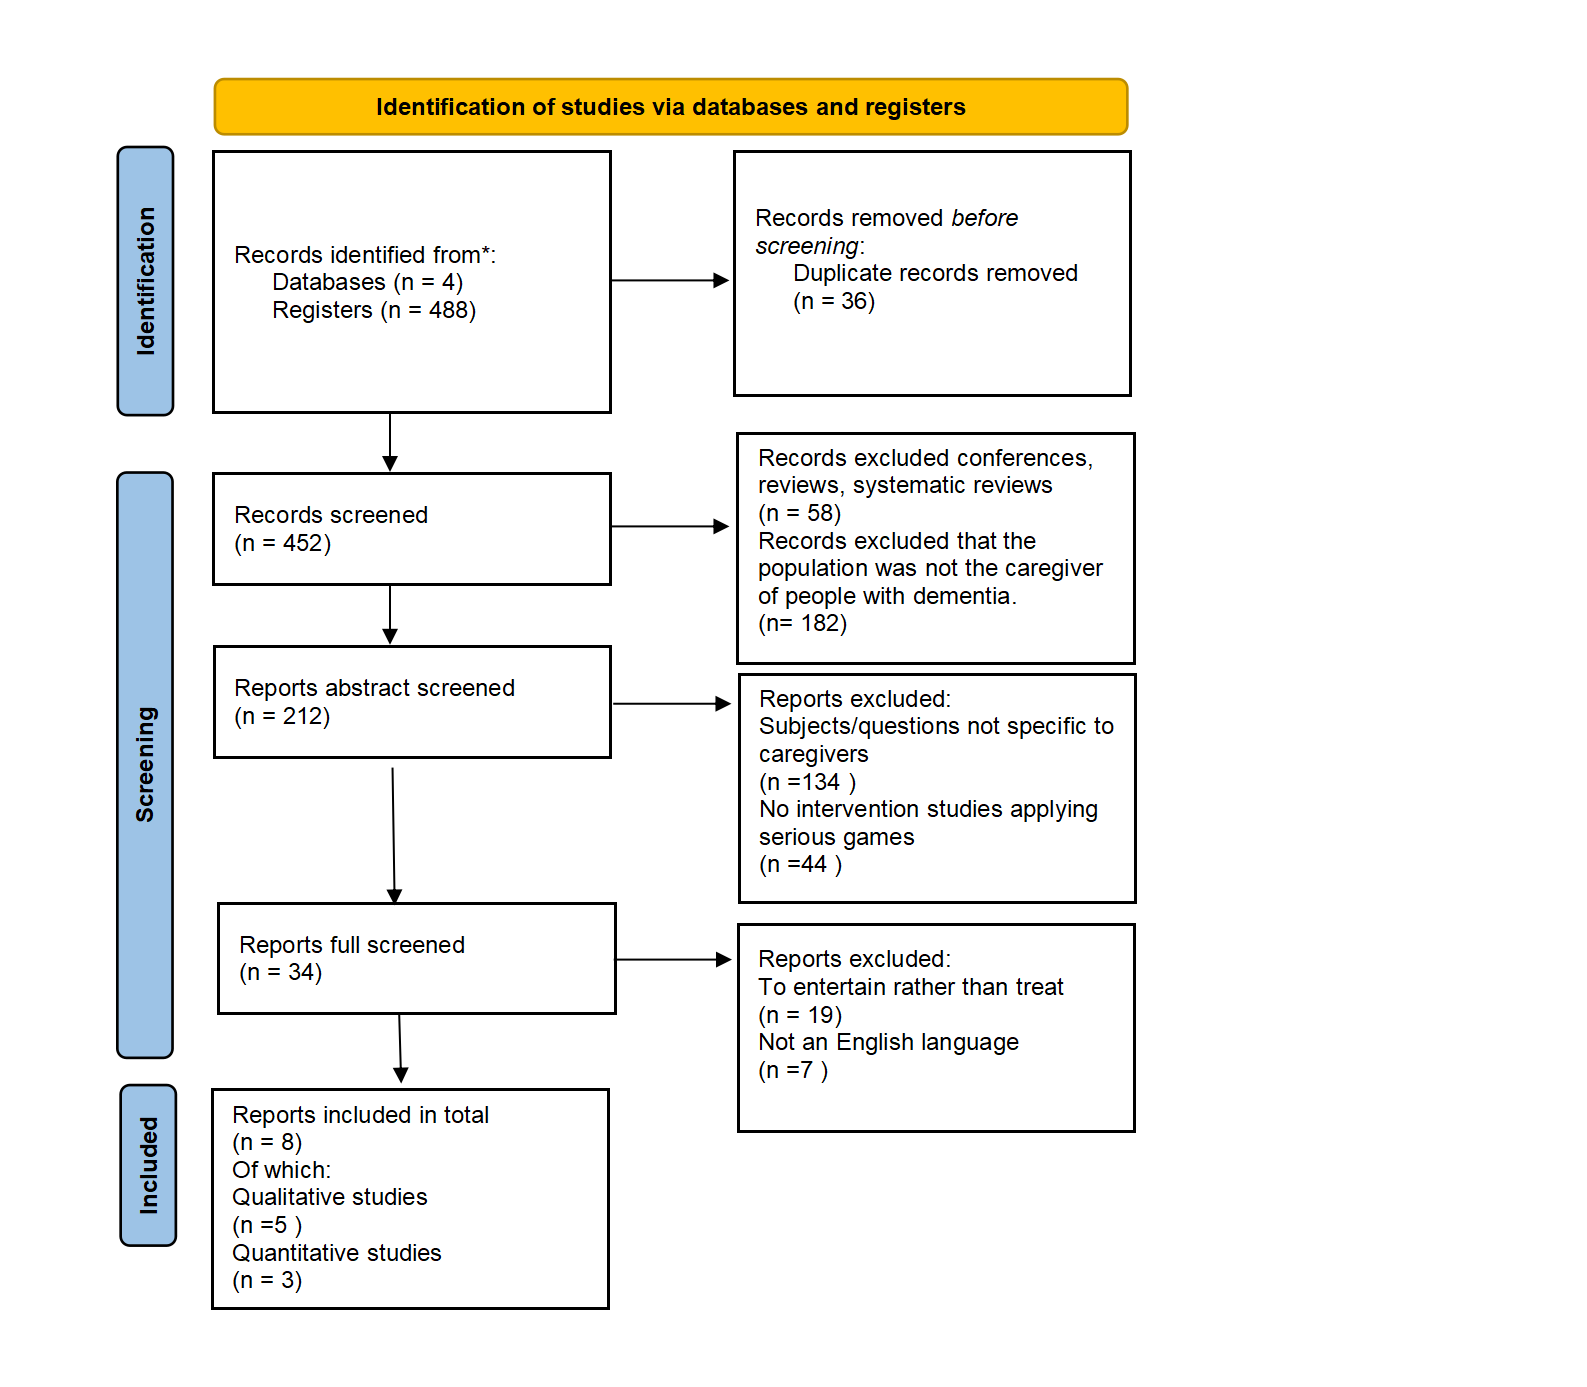 Identification of studies via databases and registers
Identification
Records identified from*:
Databases (n = 4)
Registers (n = 488)
Records removed before
screening:
Duplicate records removed
(n = 36)
Screening
Records screened
(n = 452)
Records excluded conferences,
reviews, systematic reviews
(n = 58)
Records excluded that the
population was not the caregiver
of people with dementia.
(n= 182)
Reports abstract screened
(n = 212)
Reports excluded:
Subjects/questions not specific to
caregivers
(n =134 )
No intervention studies applying
serious games
(n =44 )
Reports full screened
(n = 34)
Reports excluded:
To entertain rather than treat
(n = 19)
Not an English language
(n =7 )
Included
Reports included in total
(n = 8)
Of which:
Qualitative studies
(n =5 )
Quantitative studies
(n = 3)